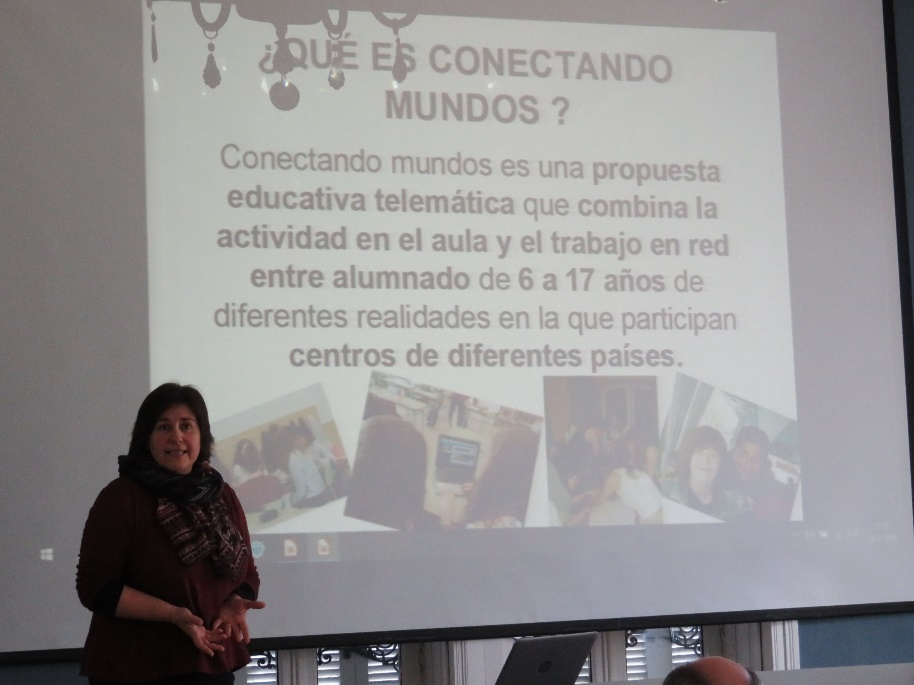 ¿QUÉ ES CONECTANDO
MUNDOS ?
Conectando mundos es una propuesta
educativa telemática que combina la
actividad en el aula y el trabajo en red
entre alumnado de 6 a 17 años de
diferentes realidades en la que participan
centros de diferentes países.